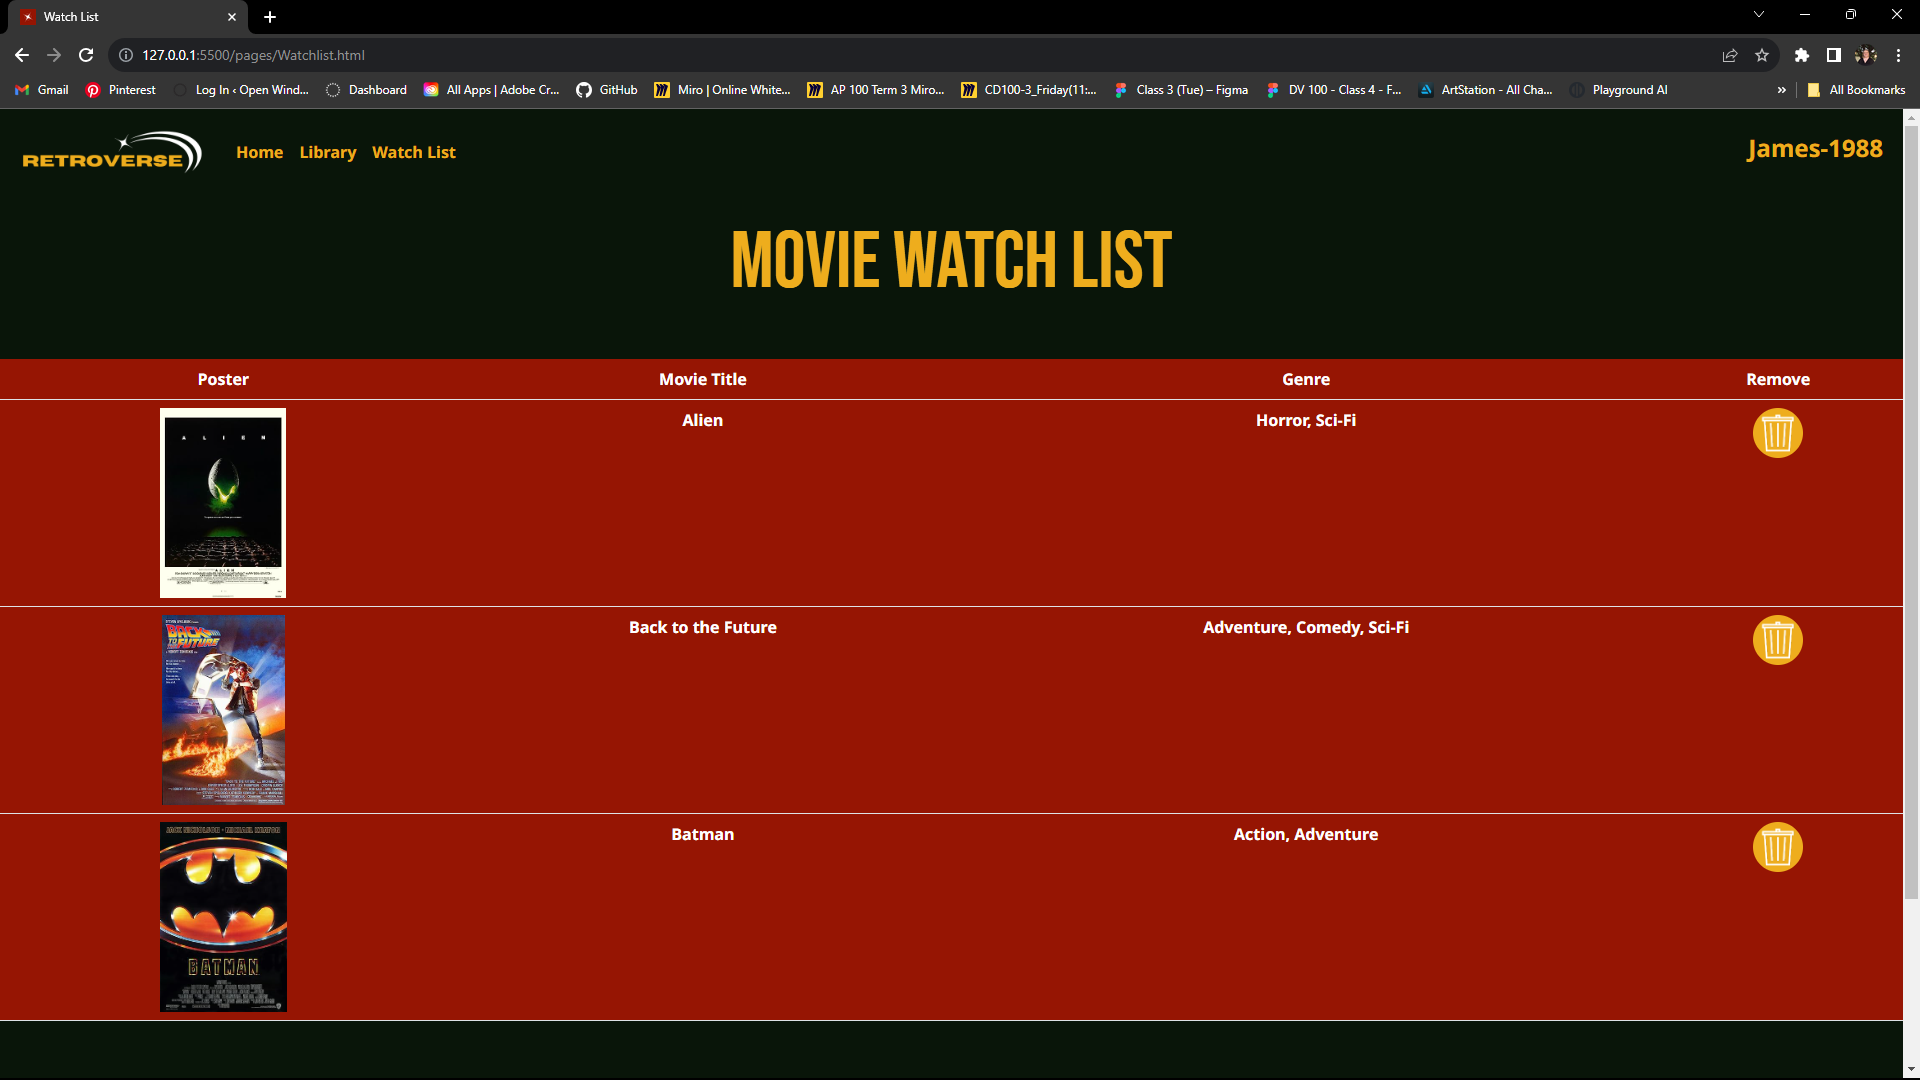 Watch List
127.0.0.1:5500/pages/Watchlist.html
Gmail Pinterest Log In ‹ Open Wind... Dashboard All Apps | Adobe Cr... GitHub Miro | Online White... AP 100 Term 3 Miro... CD100-3_Friday(11:... Class 3 (Tue) – Figma DV 100 - Class 4 - F... ArtStation - All Cha... Playground AI » All Bookmarks
RETROVERSE Home Library Watch List James-1988
MOVIE WATCH LIST
Poster Movie Title Genre Remove
ALIEN
Alien Horror, Sci-Fi
BACK TO THE FUTURE
Back to the Future Adventure, Comedy, Sci-Fi
JACK NICHOLSON · MICHAEL KEATON
BATMAN
Batman Action, Adventure